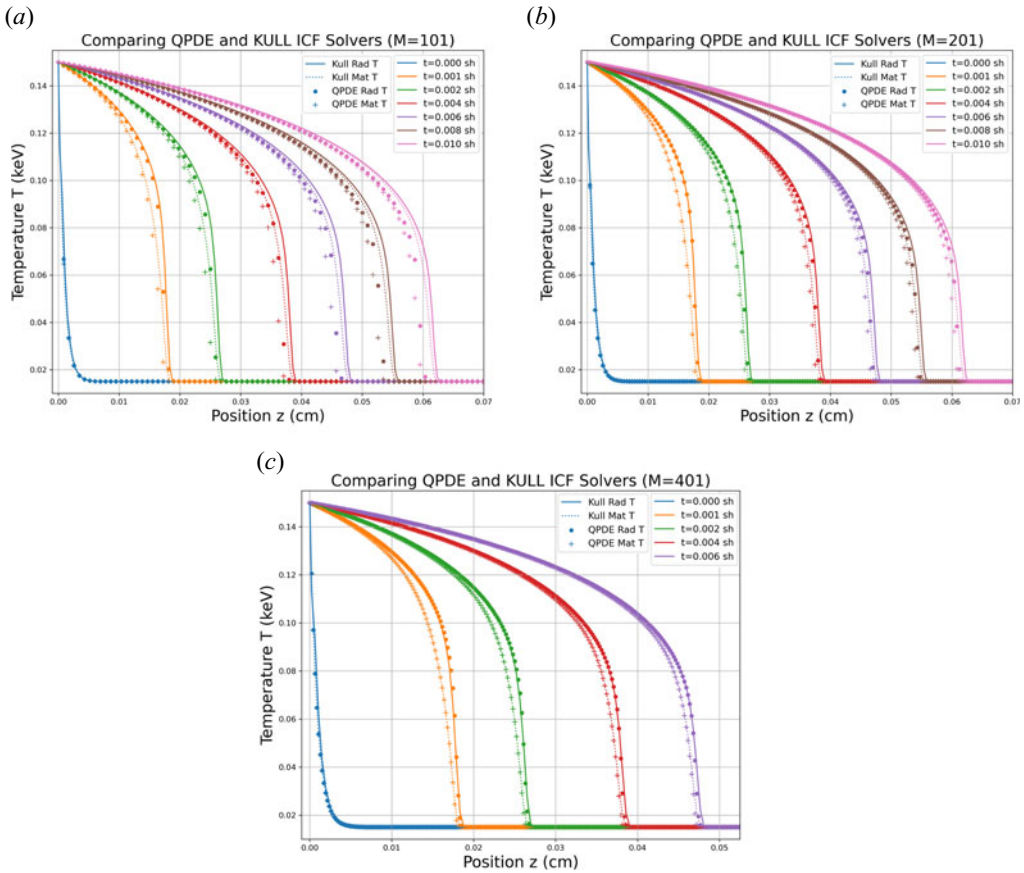 (a)
Comparing QPDE and KULL ICF Solvers (M=101)
Kull Rad T
Kull Mat T
QPDE Rad T
QPDE Mat T
t=0.000 sh
t=0.001 sh
t=0.002 sh
t=0.004 sh
t=0.006 sh
t=0.008 sh
t=0.010 sh
Temperature T (keV)
0.14
0.12
0.10
0.08
0.06
0.04
0.02
0.00 0.01 0.02 0.03 0.04 0.05 0.06 0.07
Position z (cm)
(b)
Comparing QPDE and KULL ICF Solvers (M=201)
Kull Rad T
Kull Mat T
QPDE Rad T
QPDE Mat T
t=0.000 sh
t=0.001 sh
t=0.002 sh
t=0.004 sh
t=0.006 sh
t=0.008 sh
t=0.010 sh
Temperature T (keV)
0.14
0.12
0.10
0.08
0.06
0.04
0.02
0.00 0.01 0.02 0.03 0.04 0.05 0.06 0.07
Position z (cm)
(c)
Comparing QPDE and KULL ICF Solvers (M=401)
Kull Rad T
Kull Mat T
QPDE Rad T
QPDE Mat T
t=0.000 sh
t=0.001 sh
t=0.002 sh
t=0.004 sh
t=0.006 sh
Temperature T (keV)
0.14
0.12
0.10
0.08
0.06
0.04
0.02
0.00 0.01 0.02 0.03 0.04 0.05
Position z (cm)